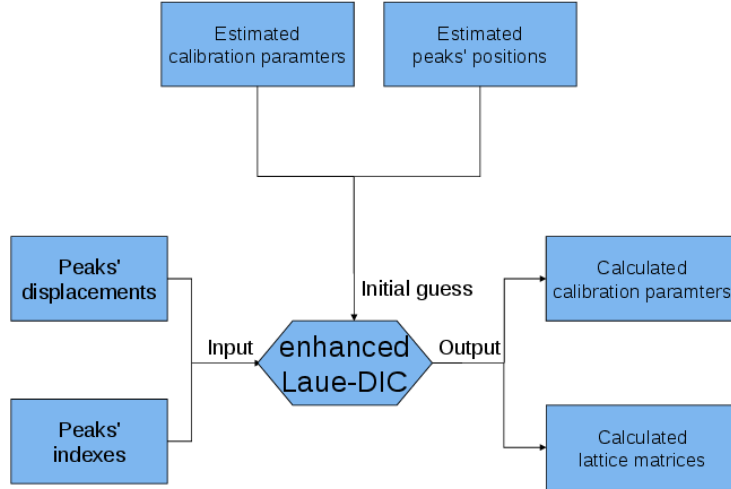 Estimated
calibration paramters
Estimated
peaks' positions
Peaks'
displacements
Initial guess
Calculated
calibration paramters
Input
enhanced
Laue-DIC
Output
Peaks'
indexes
Calculated
lattice matrices